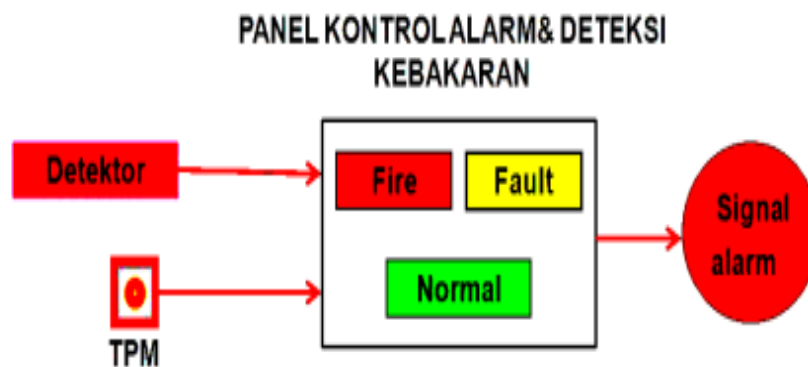 PANEL KONTROL ALARM& DETEKSI
KEBAKARAN
Detektor
Fire
Fault
Signal
alarm
Normal
TPM